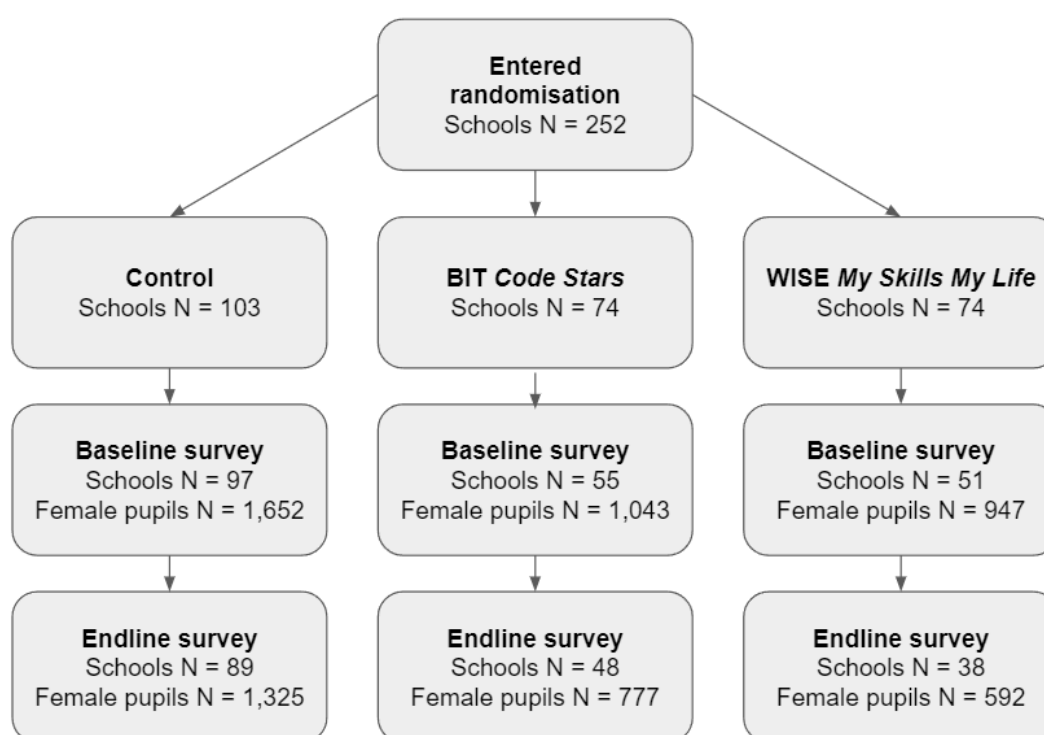 Entered
randomisation
Schools N = 252
Control
Schools N = 103
BIT Code Stars
Schools N = 74
WISE My Skills My Life
Schools N = 74
Baseline survey
Schools N = 97
Female pupils N = 1,652
Baseline survey
Schools N = 55
Female pupils N = 1,043
Baseline survey
Schools N = 51
Female pupils N = 947
Endline survey
Schools N = 89
Female pupils N = 1,325
Endline survey
Schools N = 48
Female pupils N = 777
Endline survey
Schools N = 38
Female pupils N = 592